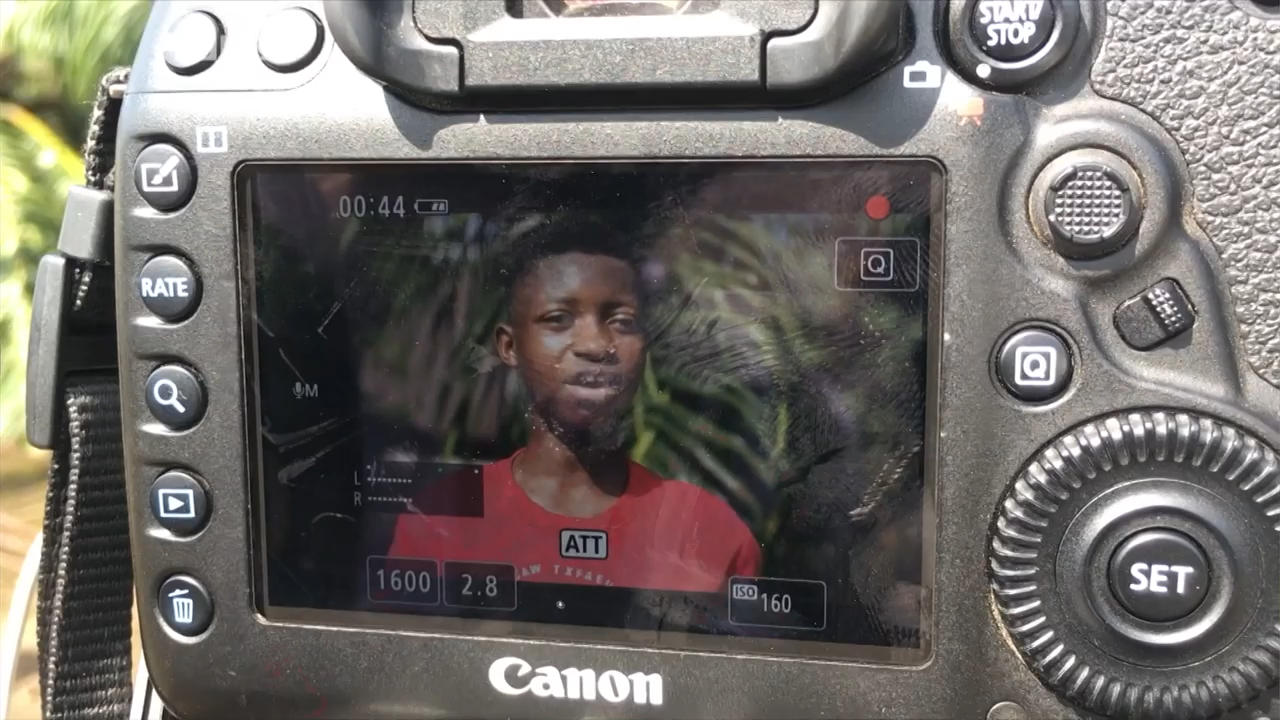 START/
STOP
00:44
Q
RATE
Q
M
L
R
ATT
1600
2.8
ISO 160
SET
Canon